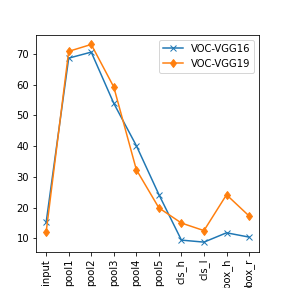 VOC-VGG16
VOC-VGG19
70
60
50
40
30
20
10
input
pool1
pool2
pool3
pool4
pool5
cls_h
cls_l
box_h
box_r